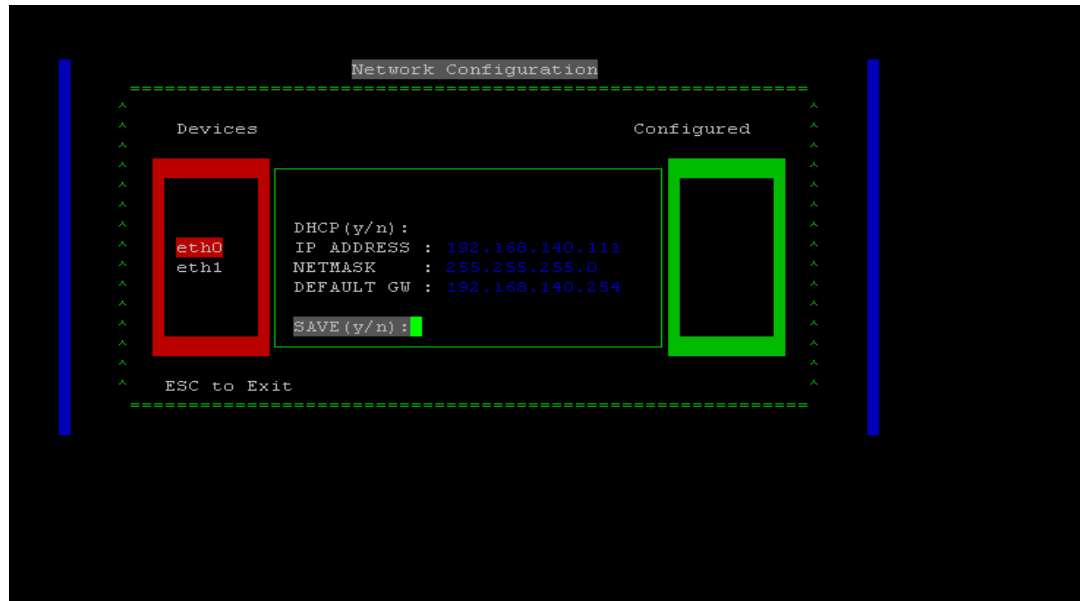 Network Configuration
Devices Configured
DHCP(y/n):
eth0 IP ADDRESS : 192.168.140.111
eth1 NETMASK : 255.255.255.0
DEFAULT GW : 192.168.140.254
SAVE(y/n):
ESC to Exit